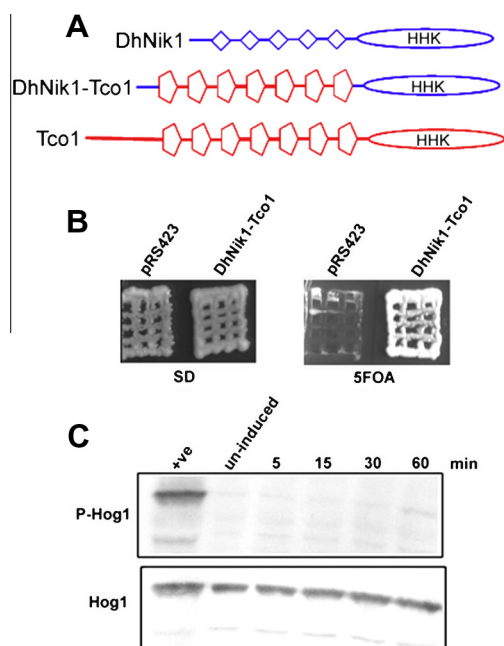 A
DhNik1 HHK
DhNik1-Tco1 HHK
Tco1 HHK
B
pRS423 DhNik1-Tco1 pRS423 DhNik1-Tco1
SD 5FOA
C
+ve un-induced 5 15 30 60 min
P-Hog1
Hog1